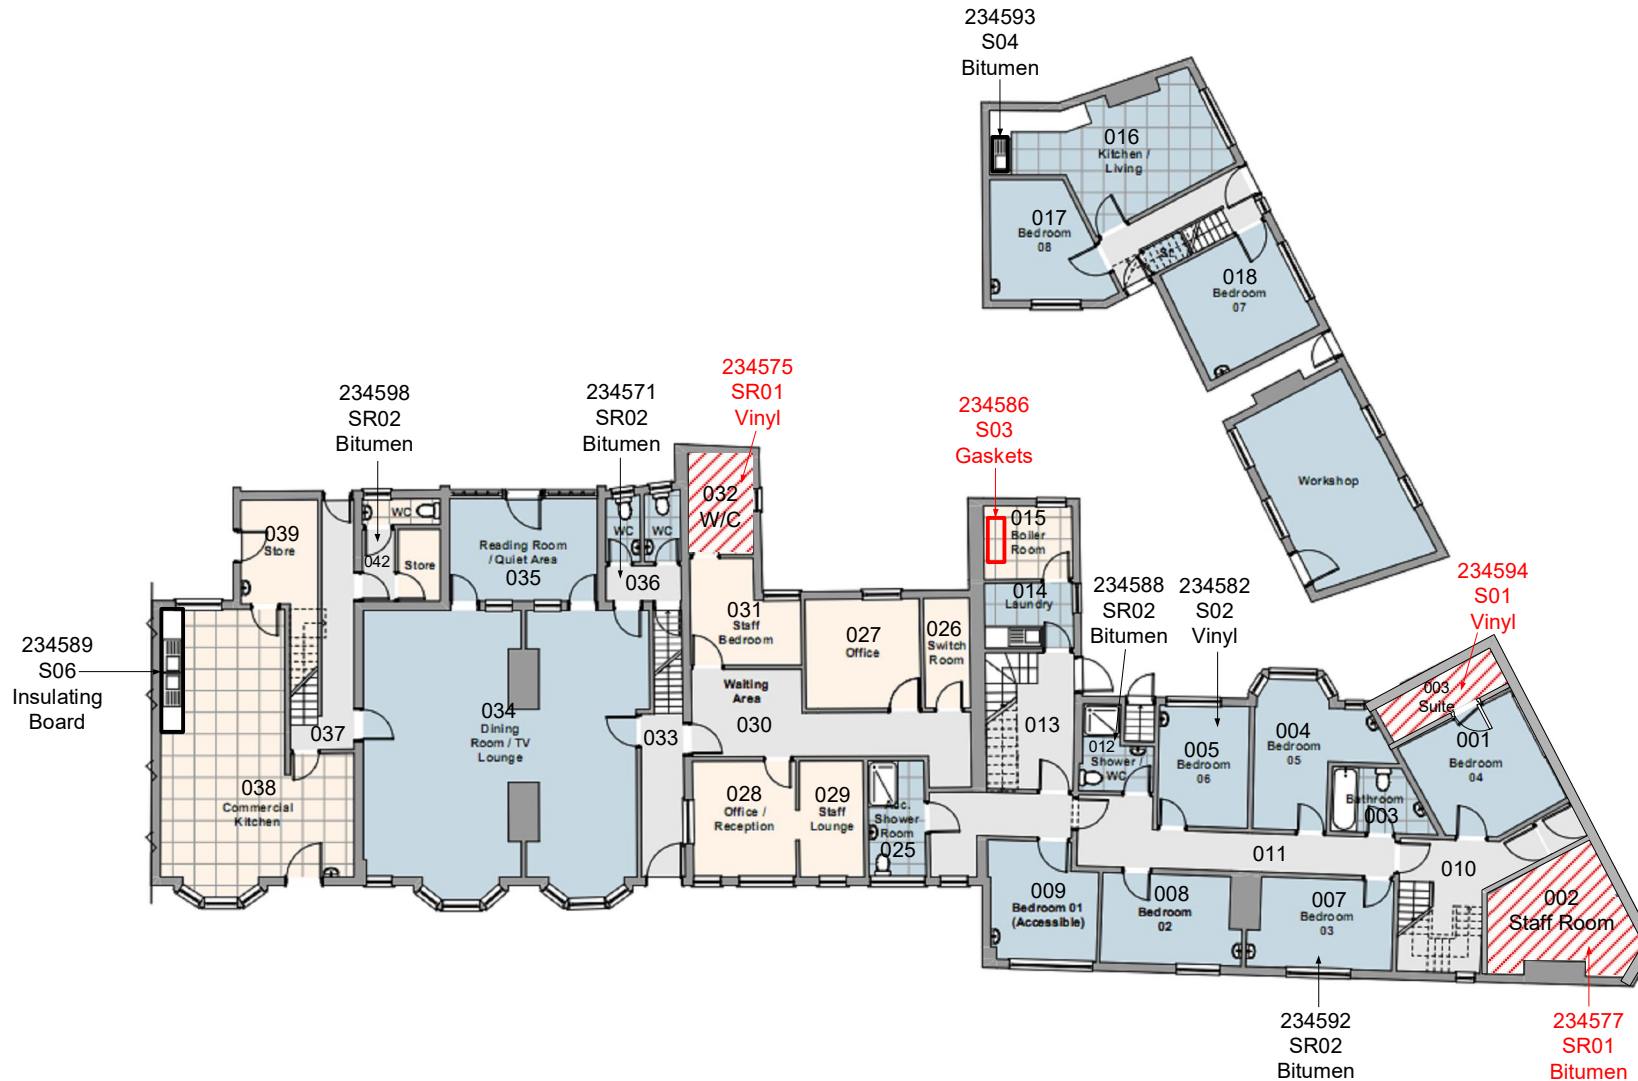 234593
S04
Bitumen
016
Kitchen /
Living
017
Bedroom
08
018
Bedroom
07
Workshop
234598
SR02
Bitumen
234571
SR02
Bitumen
234575
SR01
Vinyl
234586
S03
Gaskets
234588
SR02
Bitumen
234582
S02
Vinyl
234594
S01
Vinyl
234589
S06
Insulating
Board
039
Store
WC
042
Store
Reading Room
/ Quiet Area
035
WC
WC
036
032
W/C
031
Staff
Bedroom
027
Office
026
Switch
Room
015
Boiler
Room
014
Laundry
Waiting
Area
030
034
Dining
Room / TV
Lounge
033
037
038
Commercial
Kitchen
028
Office /
Reception
029
Staff
Lounge
Acc.
Shower
Room
025
013
012
Shower /
WC
005
Bedroom
06
004
Bedroom
05
003
Suite
001
Bedroom
04
Bathroom
003
011
010
009
Bedroom 01
(Accessible)
008
Bedroom
02
007
Bedroom
03
002
Staff Room
234592
SR02
Bitumen
234577
SR01
Bitumen